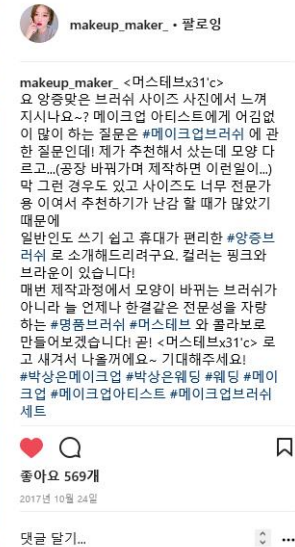 makeup_maker_ • 팔로잉
makeup_maker_ <머스테브x31'c>
요 앙증맞은 브러쉬 사이즈 사진에서 느껴
지시나요~? 메이크업 아티스트에게 어김없
이 많이 하는 질문은 #메이크업브러쉬 에 관
한 질문인데! 제가 추천해서 샀는데 모양 다
르고...(공장 바꿔가며 제작하면 이런일이...)
막 그런 경우도 있고 사이즈도 너무 전문가
용 이여서 추천하기가 난감 할 때가 많았기
때문에
일반인도 쓰기 쉽고 휴대가 편리한 #앙증브
러쉬 로 소개해드리려구요. 컬러는 핑크와
브라운이 있습니다!
매번 제작과정에서 모양이 바뀌는 브러쉬가
아니라 늘 언제나 한결같은 전문성을 자랑
하는 #명품브러쉬 #머스테브 와 콜라보로
만들어보겠습니다! 곧! <머스테브x31'c> 로
고 새겨서 나올꺼에요~ 기대해주세요!
#박상은메이크업 #박상은웨딩 #웨딩 #메이
크업 #메이크업아티스트 #메이크업브러쉬
세트
좋아요 569개
2017년 10월 24일
댓글 달기...